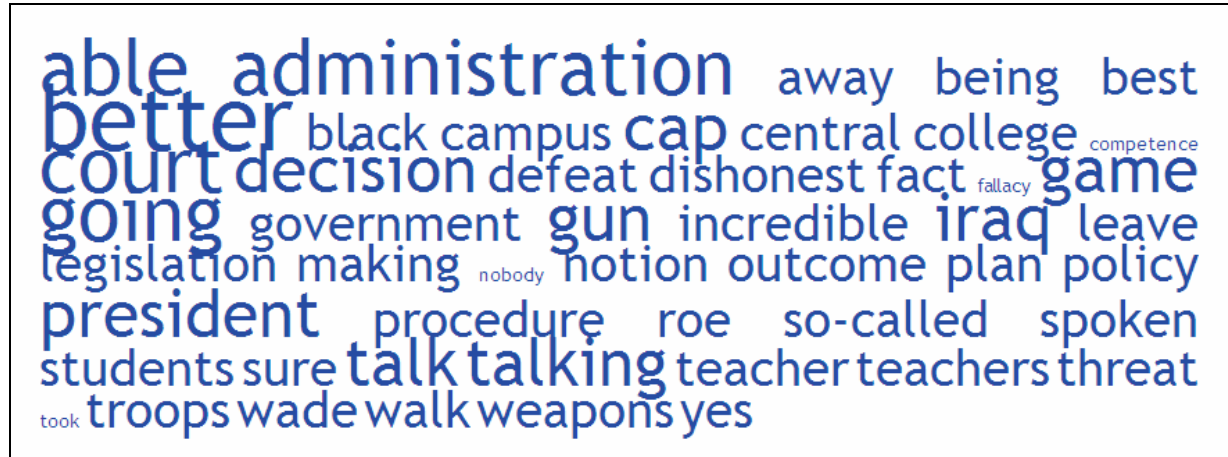 able administration away being best
better black campus cap central college competence
court decision defeat dishonest fact fallacy game
going government gun incredible iraq leave
legislation making nobody notion outcome plan policy
president procedure roe so-called spoken
students sure talk talking teacher teachers threat
took troops wade walk weapons yes